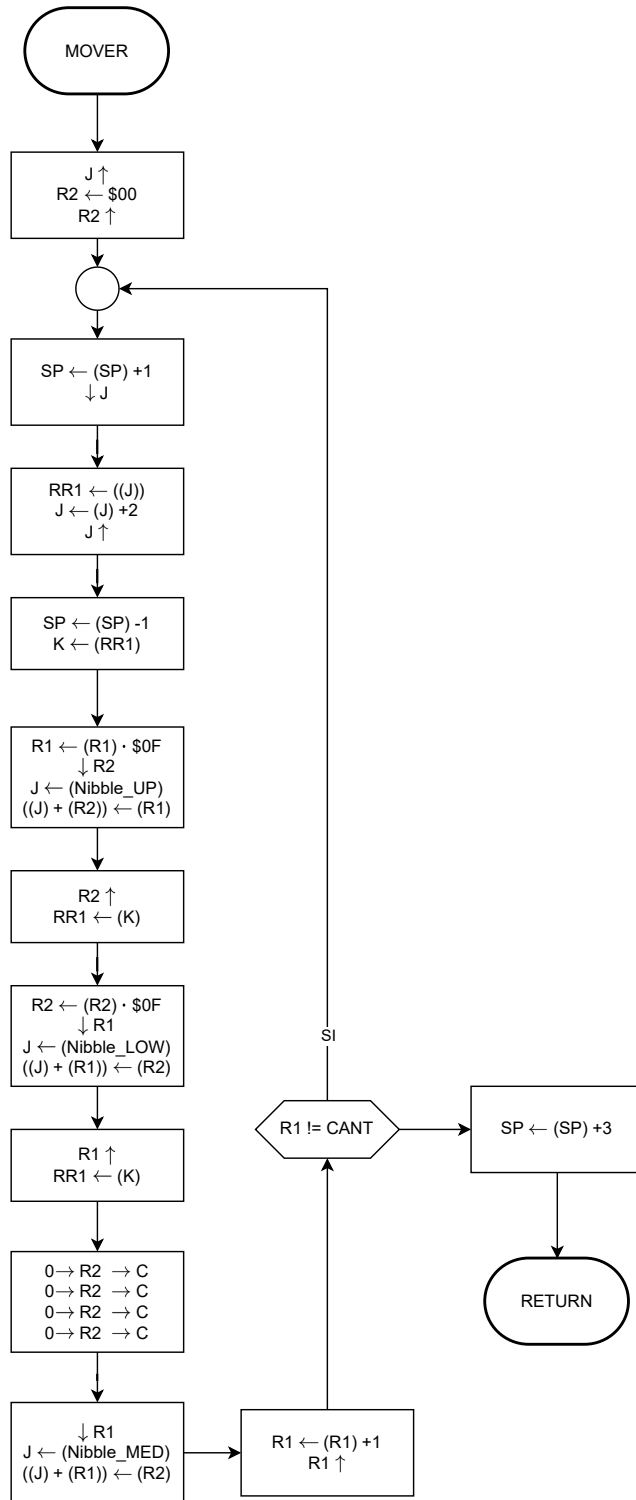 MOVER
J ↑
R2 ← $00
R2 ↑
SP ← (SP) +1
↓ J
RR1 ← ((J))
J ← (J) +2
J ↑
SP ← (SP) -1
K ← (RR1)
R1 ← (R1) · $0F
↓ R2
J ← (Nibble_UP)
((J) + (R2)) ← (R1)
R2 ↑
RR1 ← (K)
R2 ← (R2) · $0F
↓ R1
J ← (Nibble_LOW)
((J) + (R1)) ← (R2)
R1 ↑
RR1 ← (K)
0→ R2 → C
0→ R2 → C
0→ R2 → C
0→ R2 → C
↓ R1
J ← (Nibble_MED)
((J) + (R1)) ← (R2)
R1 ← (R1) +1
R1 ↑
R1 != CANT
SI
SP ← (SP) +3
RETURN